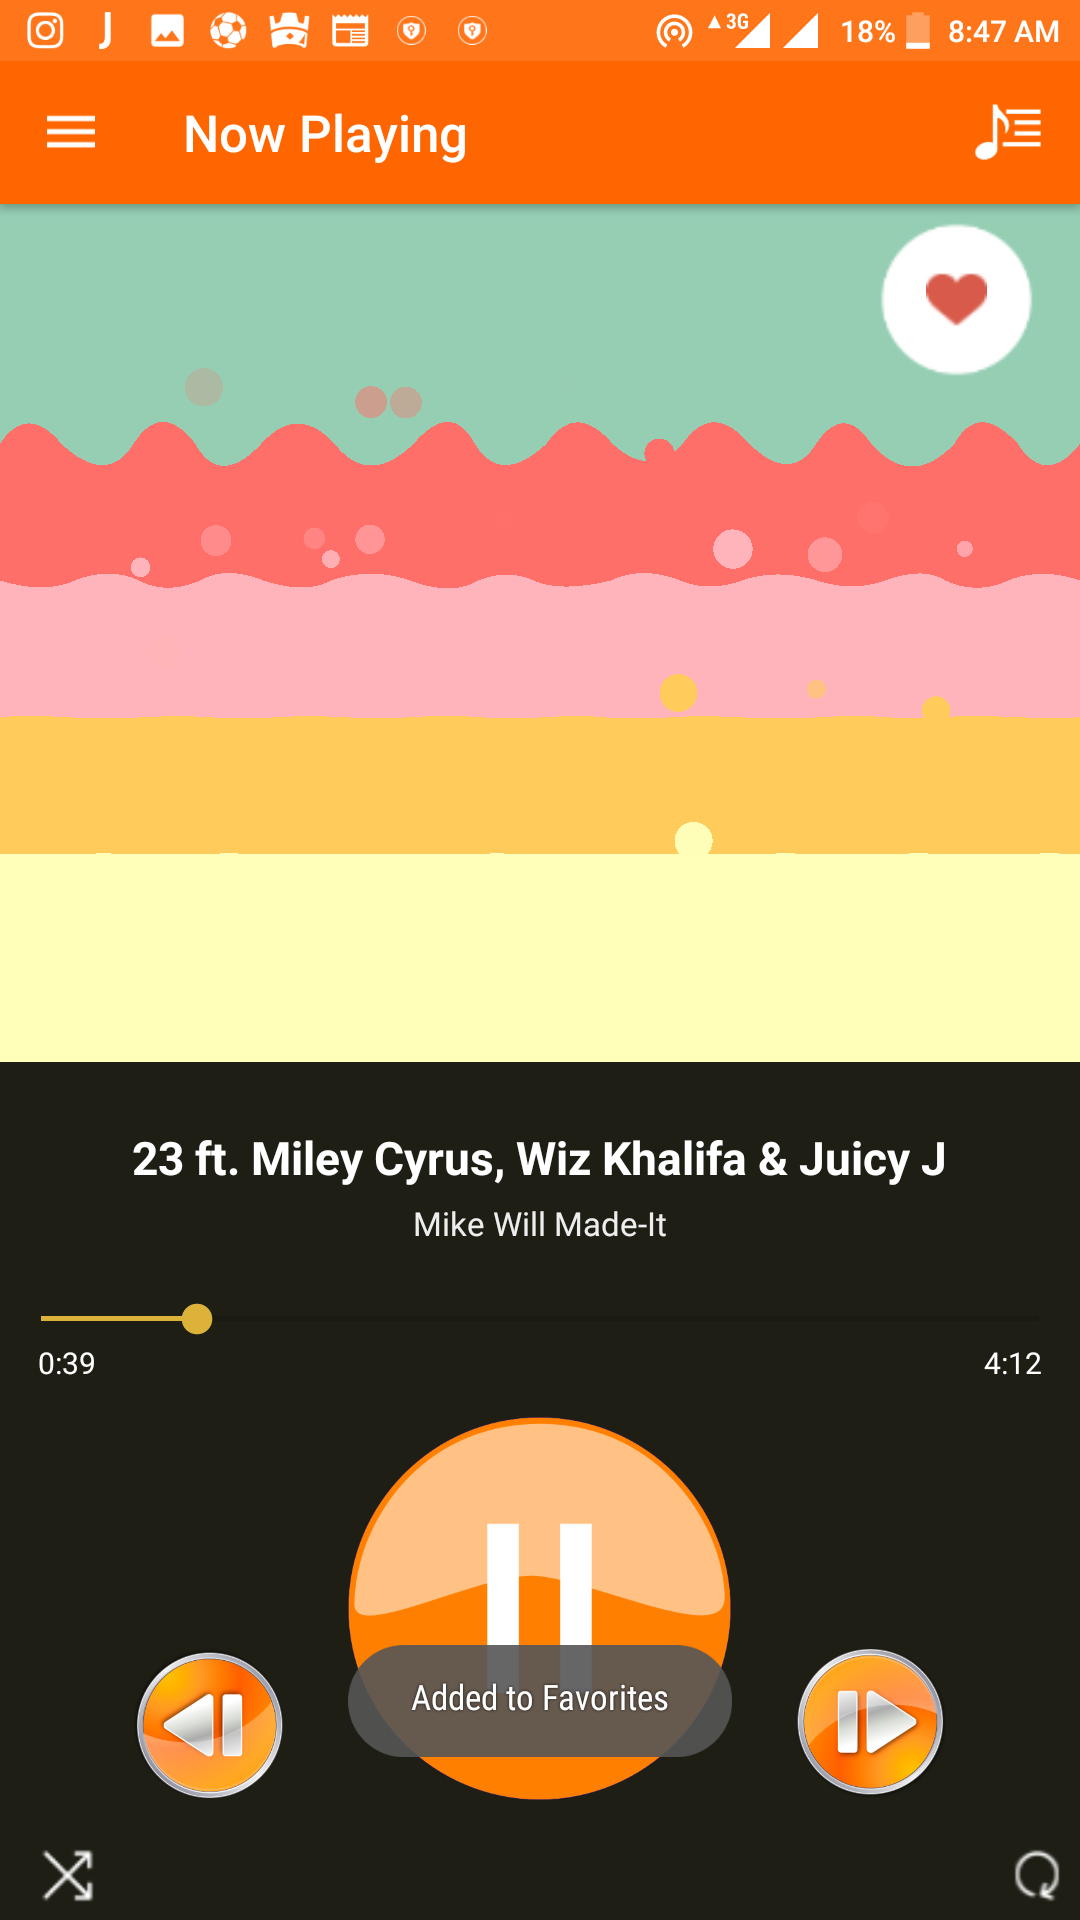 3G 18% 8:47 AM
Now Playing
23 ft. Miley Cyrus, Wiz Khalifa & Juicy J
Mike Will Made-It
0:39 4:12
Added to Favorites